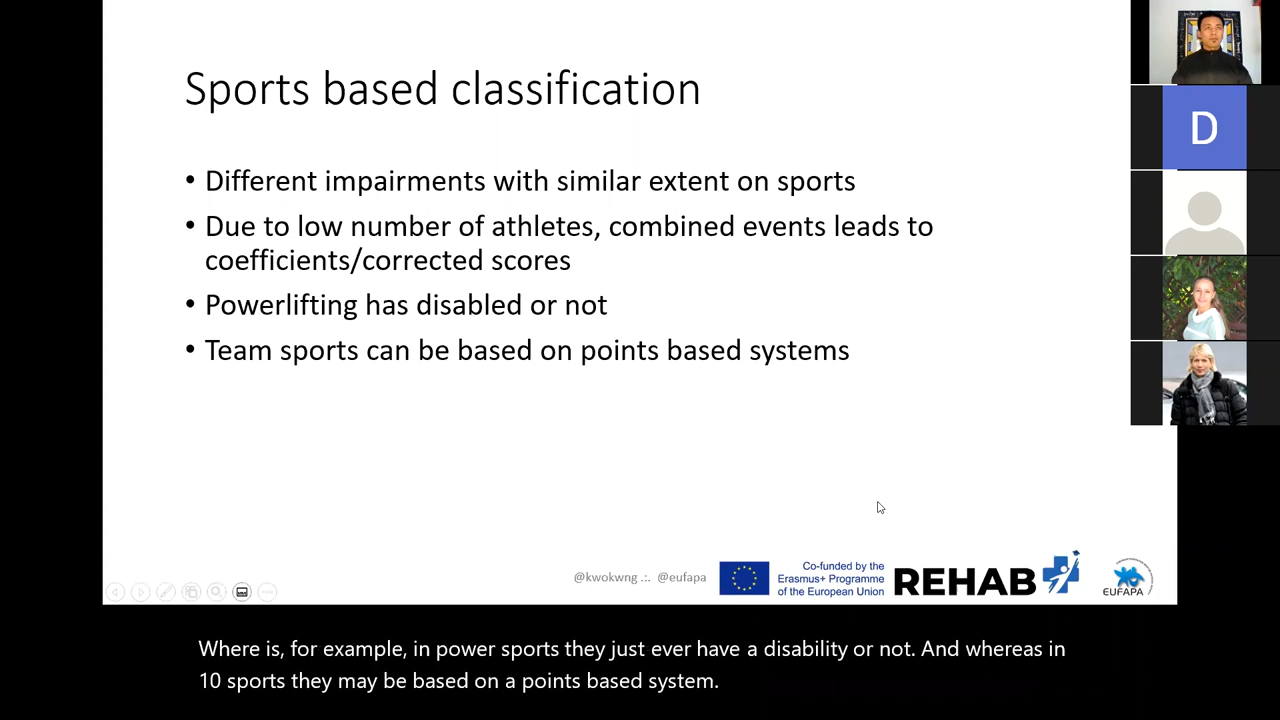 Sports based classification
• Different impairments with similar extent on sports
• Due to low number of athletes, combined events leads to
coefficients/corrected scores
• Powerlifting has disabled or not
• Team sports can be based on points based systems
D
@kwokwng .:. @eufapa
Co-funded by the
Erasmus+ Programme
of the European Union
REHAB
EUFAPA
Where is, for example, in power sports they just ever have a disability or not. And whereas in
10 sports they may be based on a points based system.